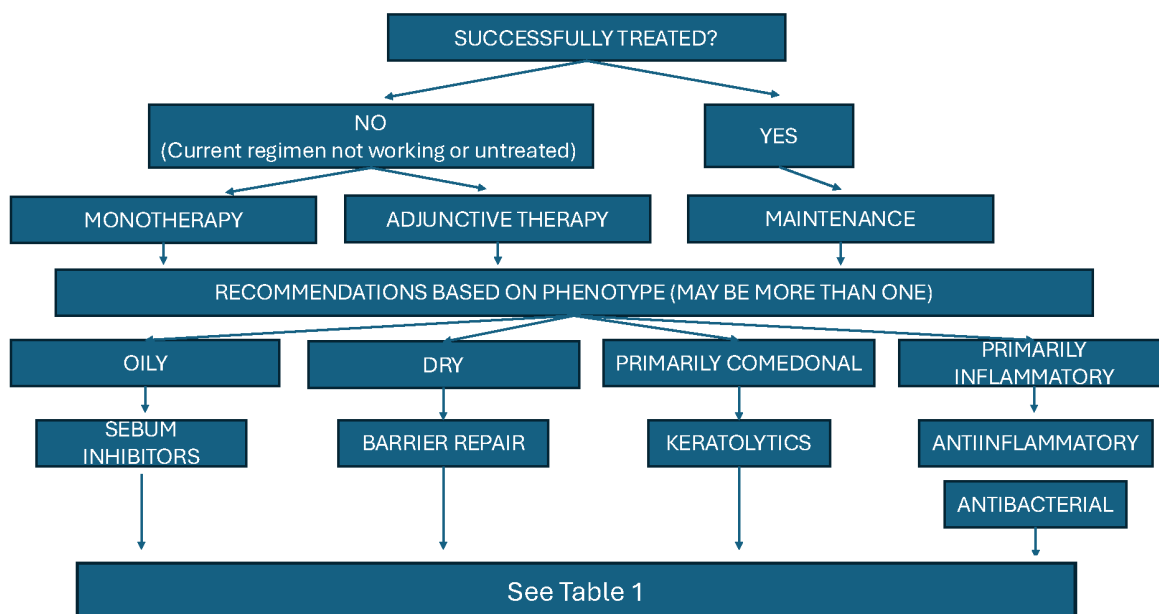 SUCCESSFULLY TREATED?
NO
(Current regimen not working or untreated)
YES
MONOTHERAPY
ADJUNCTIVE THERAPY
MAINTENANCE
RECOMMENDATIONS BASED ON PHENOTYPE (MAY BE MORE THAN ONE)
OILY
DRY
PRIMARILY COMEDONAL
PRIMARILY
INFLAMMATORY
SEBUM
INHIBITORS
BARRIER REPAIR
KERATOLYTICS
ANTIINFLAMMATORY
ANTIBACTERIAL
See Table 1